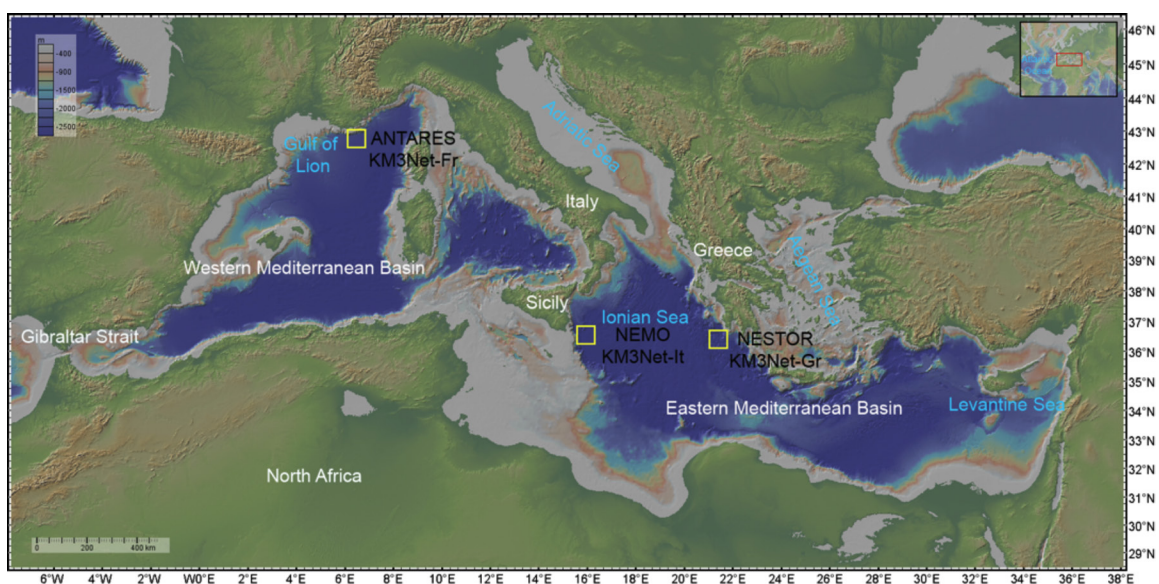 m
-400
-900
-1500
-2000
-2500
Gulf of
Lion
ANTARES
KM3Net-Fr
Adriatic Sea
Italy
Greece
Aegean Sea
Western Mediterranean Basin
Sicily
Ionian Sea
NEMO
KM3Net-It
NESTOR
KM3Net-Gr
Gibraltar Strait
Eastern Mediterranean Basin
Levantine Sea
North Africa
0 200 400 km
46°N
45°N
44°N
43°N
42°N
41°N
40°N
39°N
38°N
37°N
36°N
35°N
34°N
33°N
32°N
31°N
30°N
29°N
6°W 4°W 2°W W0°E 2°E 4°E 6°E 8°E 10°E 12°E 14°E 16°E 18°E 20°E 22°E 24°E 26°E 28°E 30°E 32°E 34°E 36°E 38°E